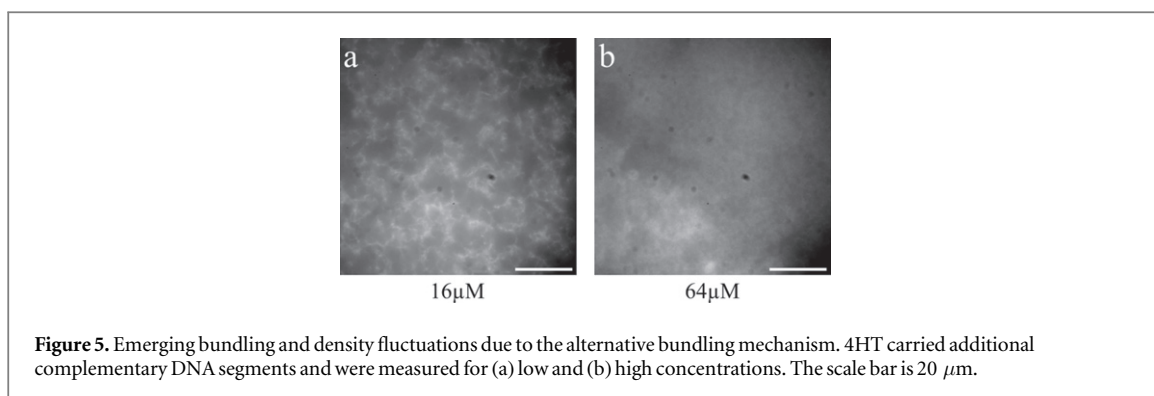 a b
16μM 64μM
Figure 5. Emerging bundling and density fluctuations due to the alternative bundling mechanism. 4HT carried additional
complementary DNA segments and were measured for (a) low and (b) high concentrations. The scale bar is 20 μm.